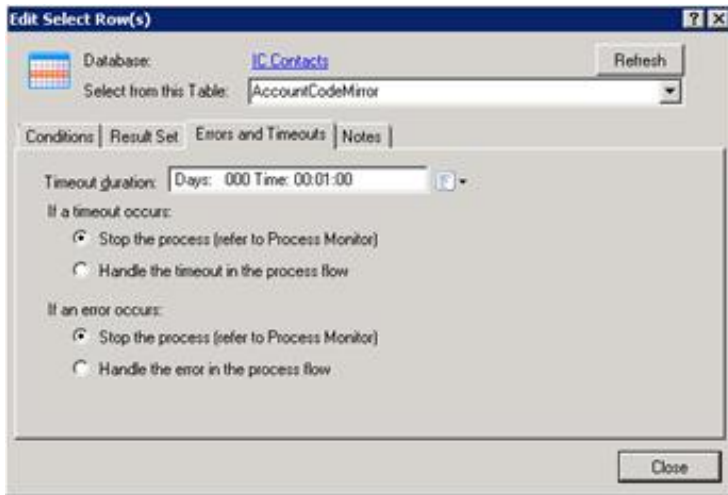 Edit Select Row(s)
Database: IC Contacts Refresh
Select from this Table: AccountCodeMirror
Conditions Result Set Errors and Timeouts Notes
Timeout duration: Days: 000 Time: 00:01:00
If a timeout occurs:
Stop the process (refer to Process Monitor)
Handle the timeout in the process flow
If an error occurs:
Stop the process (refer to Process Monitor)
Handle the error in the process flow
Close